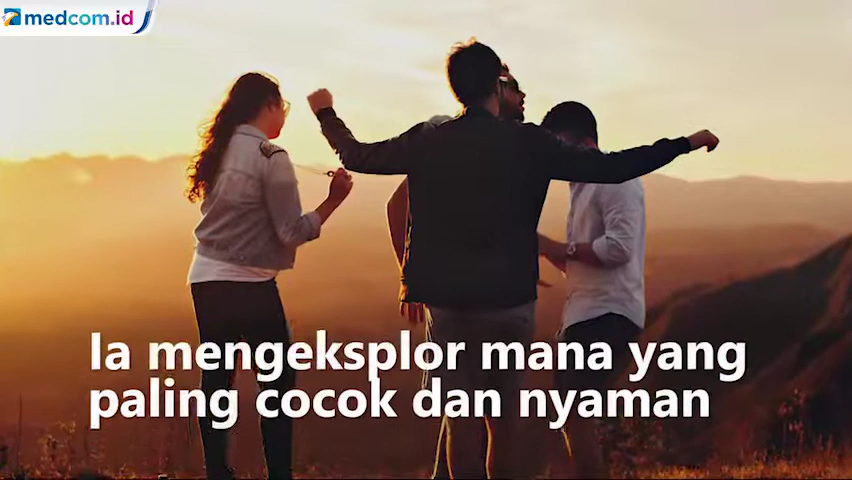 medcom.id
Ia mengeksplor mana yang
paling cocok dan nyaman